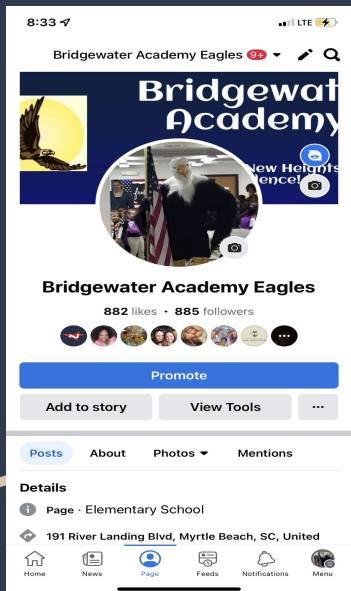 8:33
LTE
Bridgewater Academy Eagles 9+
Bridgewat
Academy
New Heights
lence!
Bridgewater Academy Eagles
882 likes • 885 followers
Promote
Add to story
View Tools
Posts
About
Photos
Mentions
Details
Page · Elementary School
191 River Landing Blvd, Myrtle Beach, SC, United
Home
News
Page
Feeds
Notifications
Menu